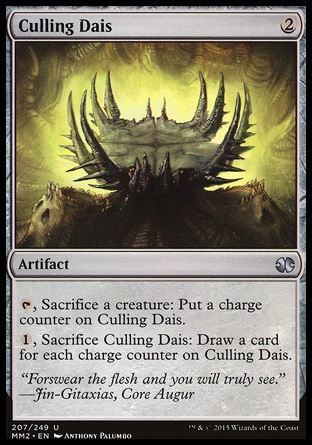 Culling Dais 2
Artifact
, Sacrifice a creature: Put a charge
counter on Culling Dais.
1, Sacrifice Culling Dais: Draw a card
for each charge counter on Culling Dais.
“Forswear the flesh and you will truly see.”
—Jin-Gitaxias, Core Augur
207/249 U
MM2 • EN Anthony Palumbo ™ & © 2015 Wizards of the Coast